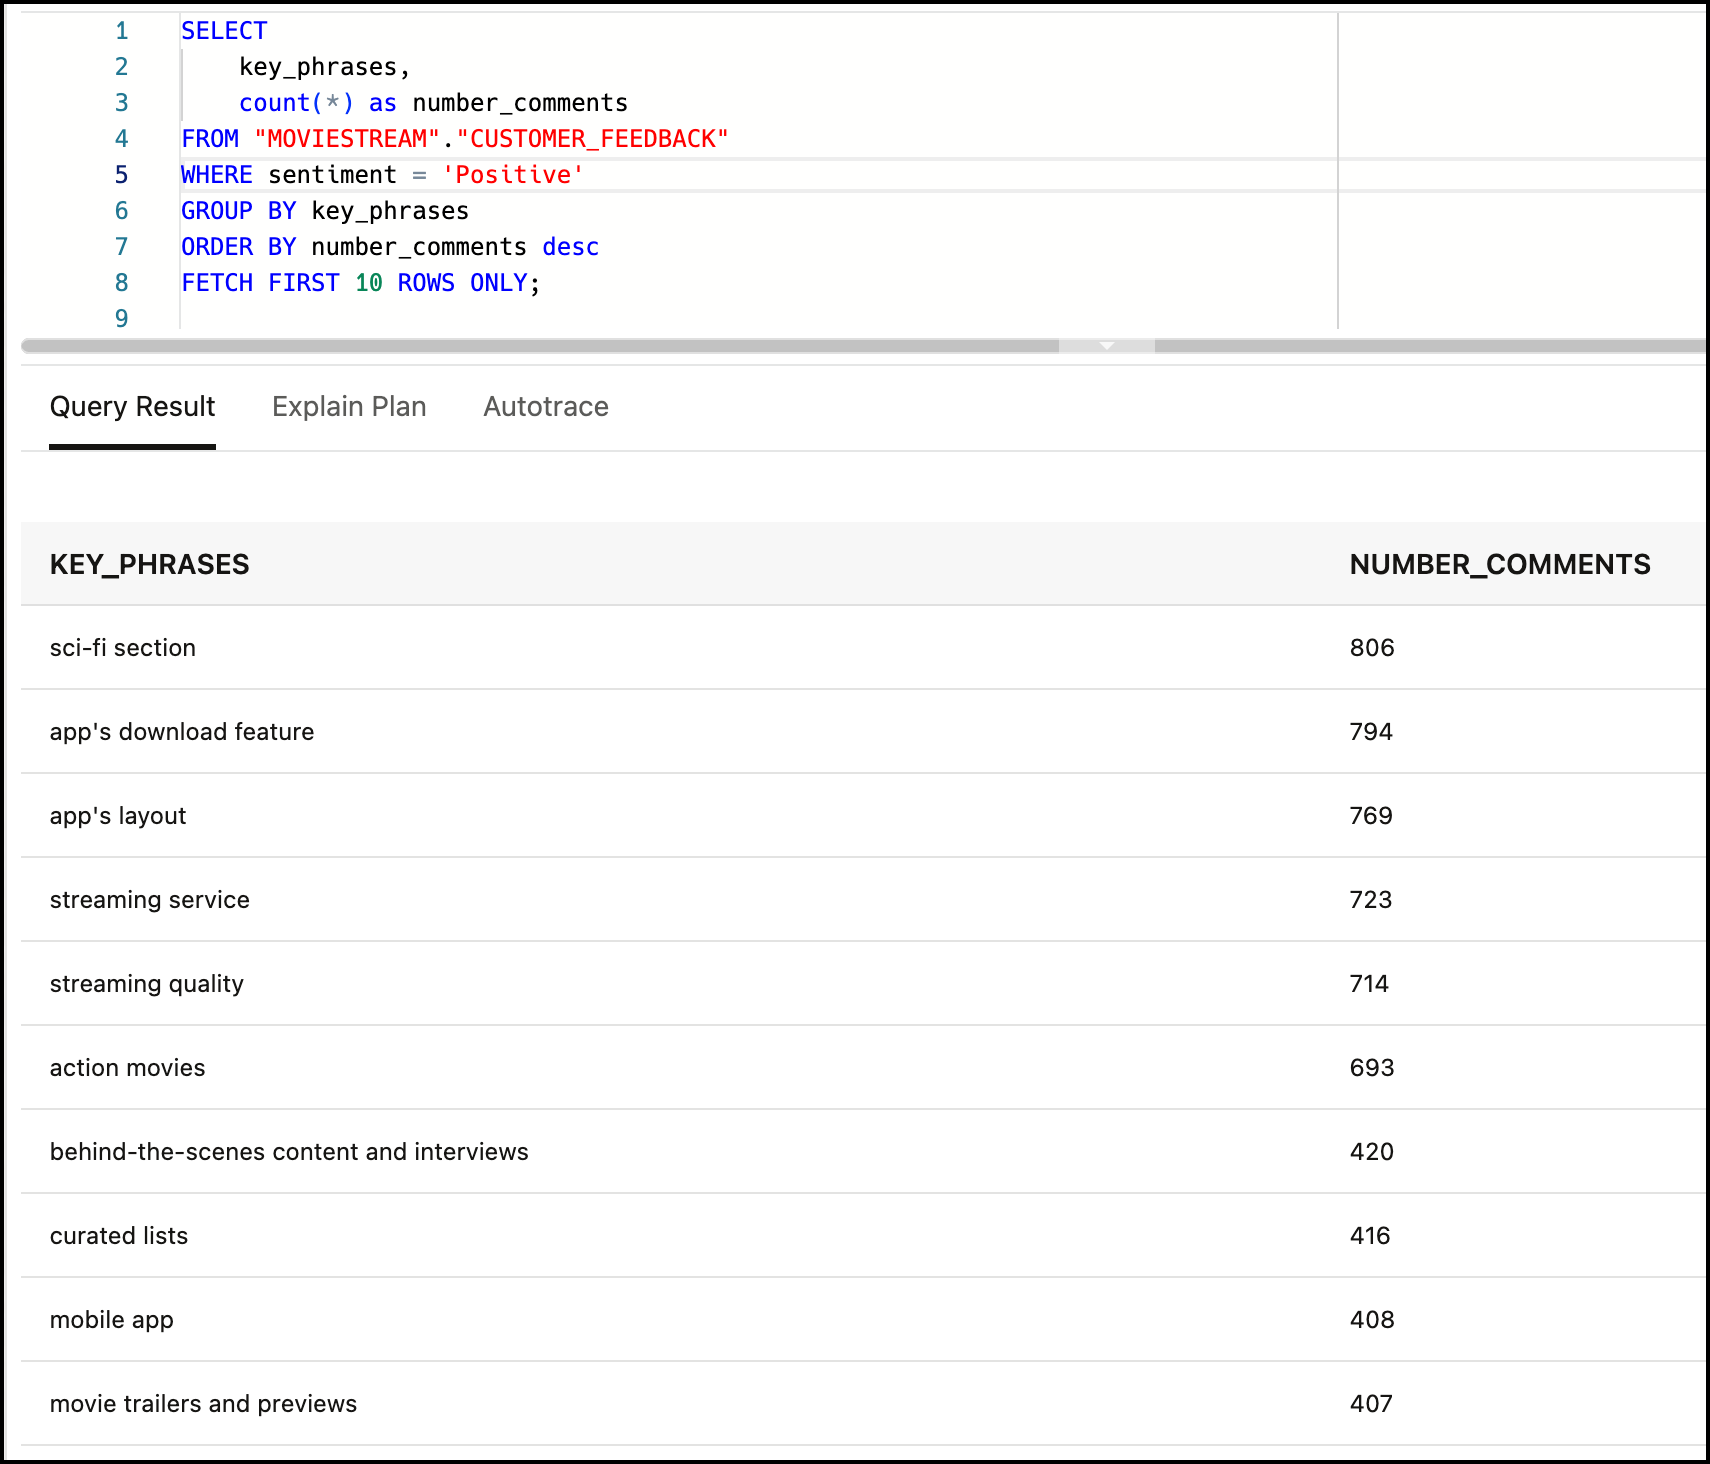 1 SELECT
2 key_phrases,
3 count(*) as number_comments
4 FROM "MOVIESTREAM"."CUSTOMER_FEEDBACK"
5 WHERE sentiment = 'Positive'
6 GROUP BY key_phrases
7 ORDER BY number_comments desc
8 FETCH FIRST 10 ROWS ONLY;
9
Query Result Explain Plan Autotrace
KEY_PHRASES NUMBER_COMMENTS
sci-fi section 806
app's download feature 794
app's layout 769
streaming service 723
streaming quality 714
action movies 693
behind-the-scenes content and interviews 420
curated lists 416
mobile app 408
movie trailers and previews 407